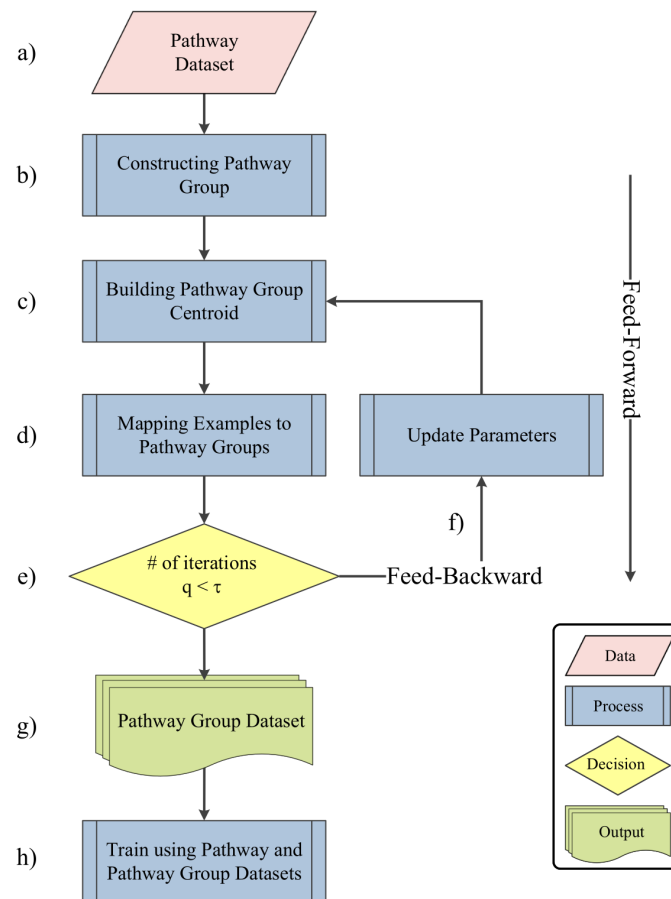 a)
Pathway
Dataset
b)
Constructing Pathway
Group
c)
Building Pathway Group
Centroid
d)
Mapping Examples to
Pathway Groups
Update Parameters
Feed-Forward
f)
e)
# of iterations
q < τ
Feed-Backward
g)
Pathway Group Dataset
h)
Train using Pathway and
Pathway Group Datasets
Data
Process
Decision
Output